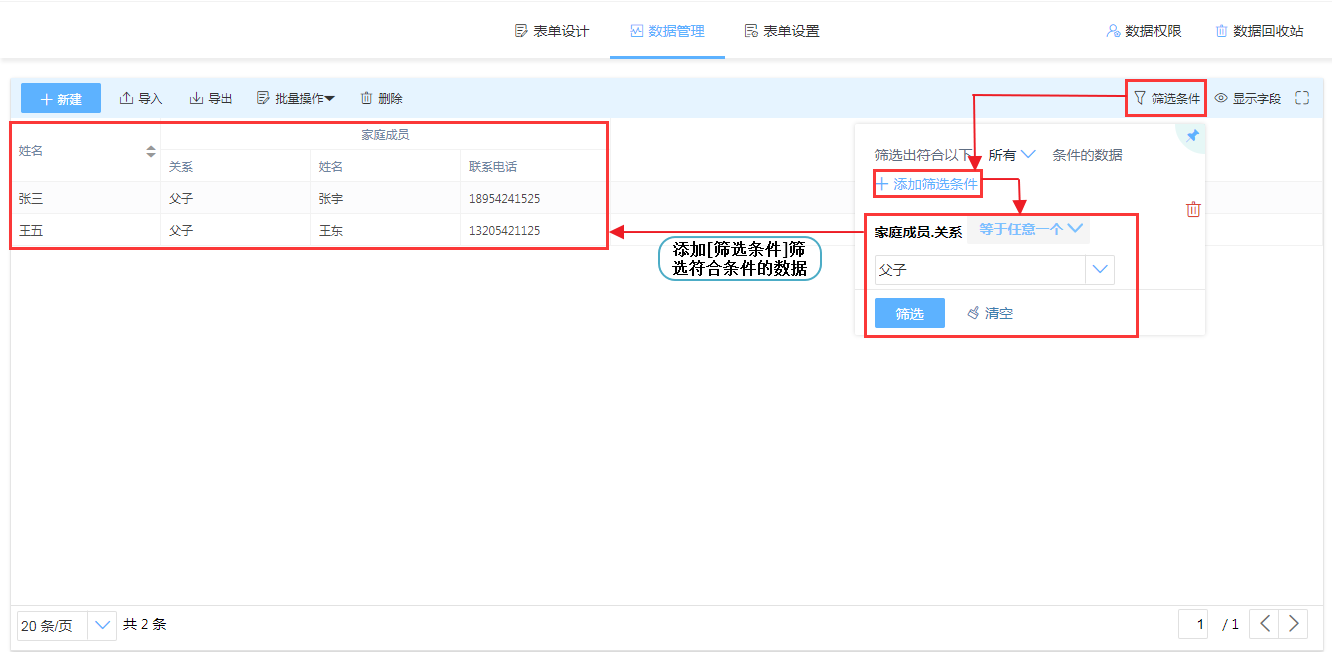 表单设计 数据管理 表单设置 数据权限 数据回收站
新建 导入 导出 批量操作 删除 筛选条件 显示字段
姓名 家庭成员
关系 姓名 联系电话
张三 父子 张宇 18954241525
王五 父子 王东 13205421125
筛选出符合以下 所有 条件的数据
添加筛选条件
家庭成员.关系 等于任意一个
父子
筛选 清空
添加[筛选条件]筛
选符合条件的数据
20 条/页 共 2 条 1 / 1